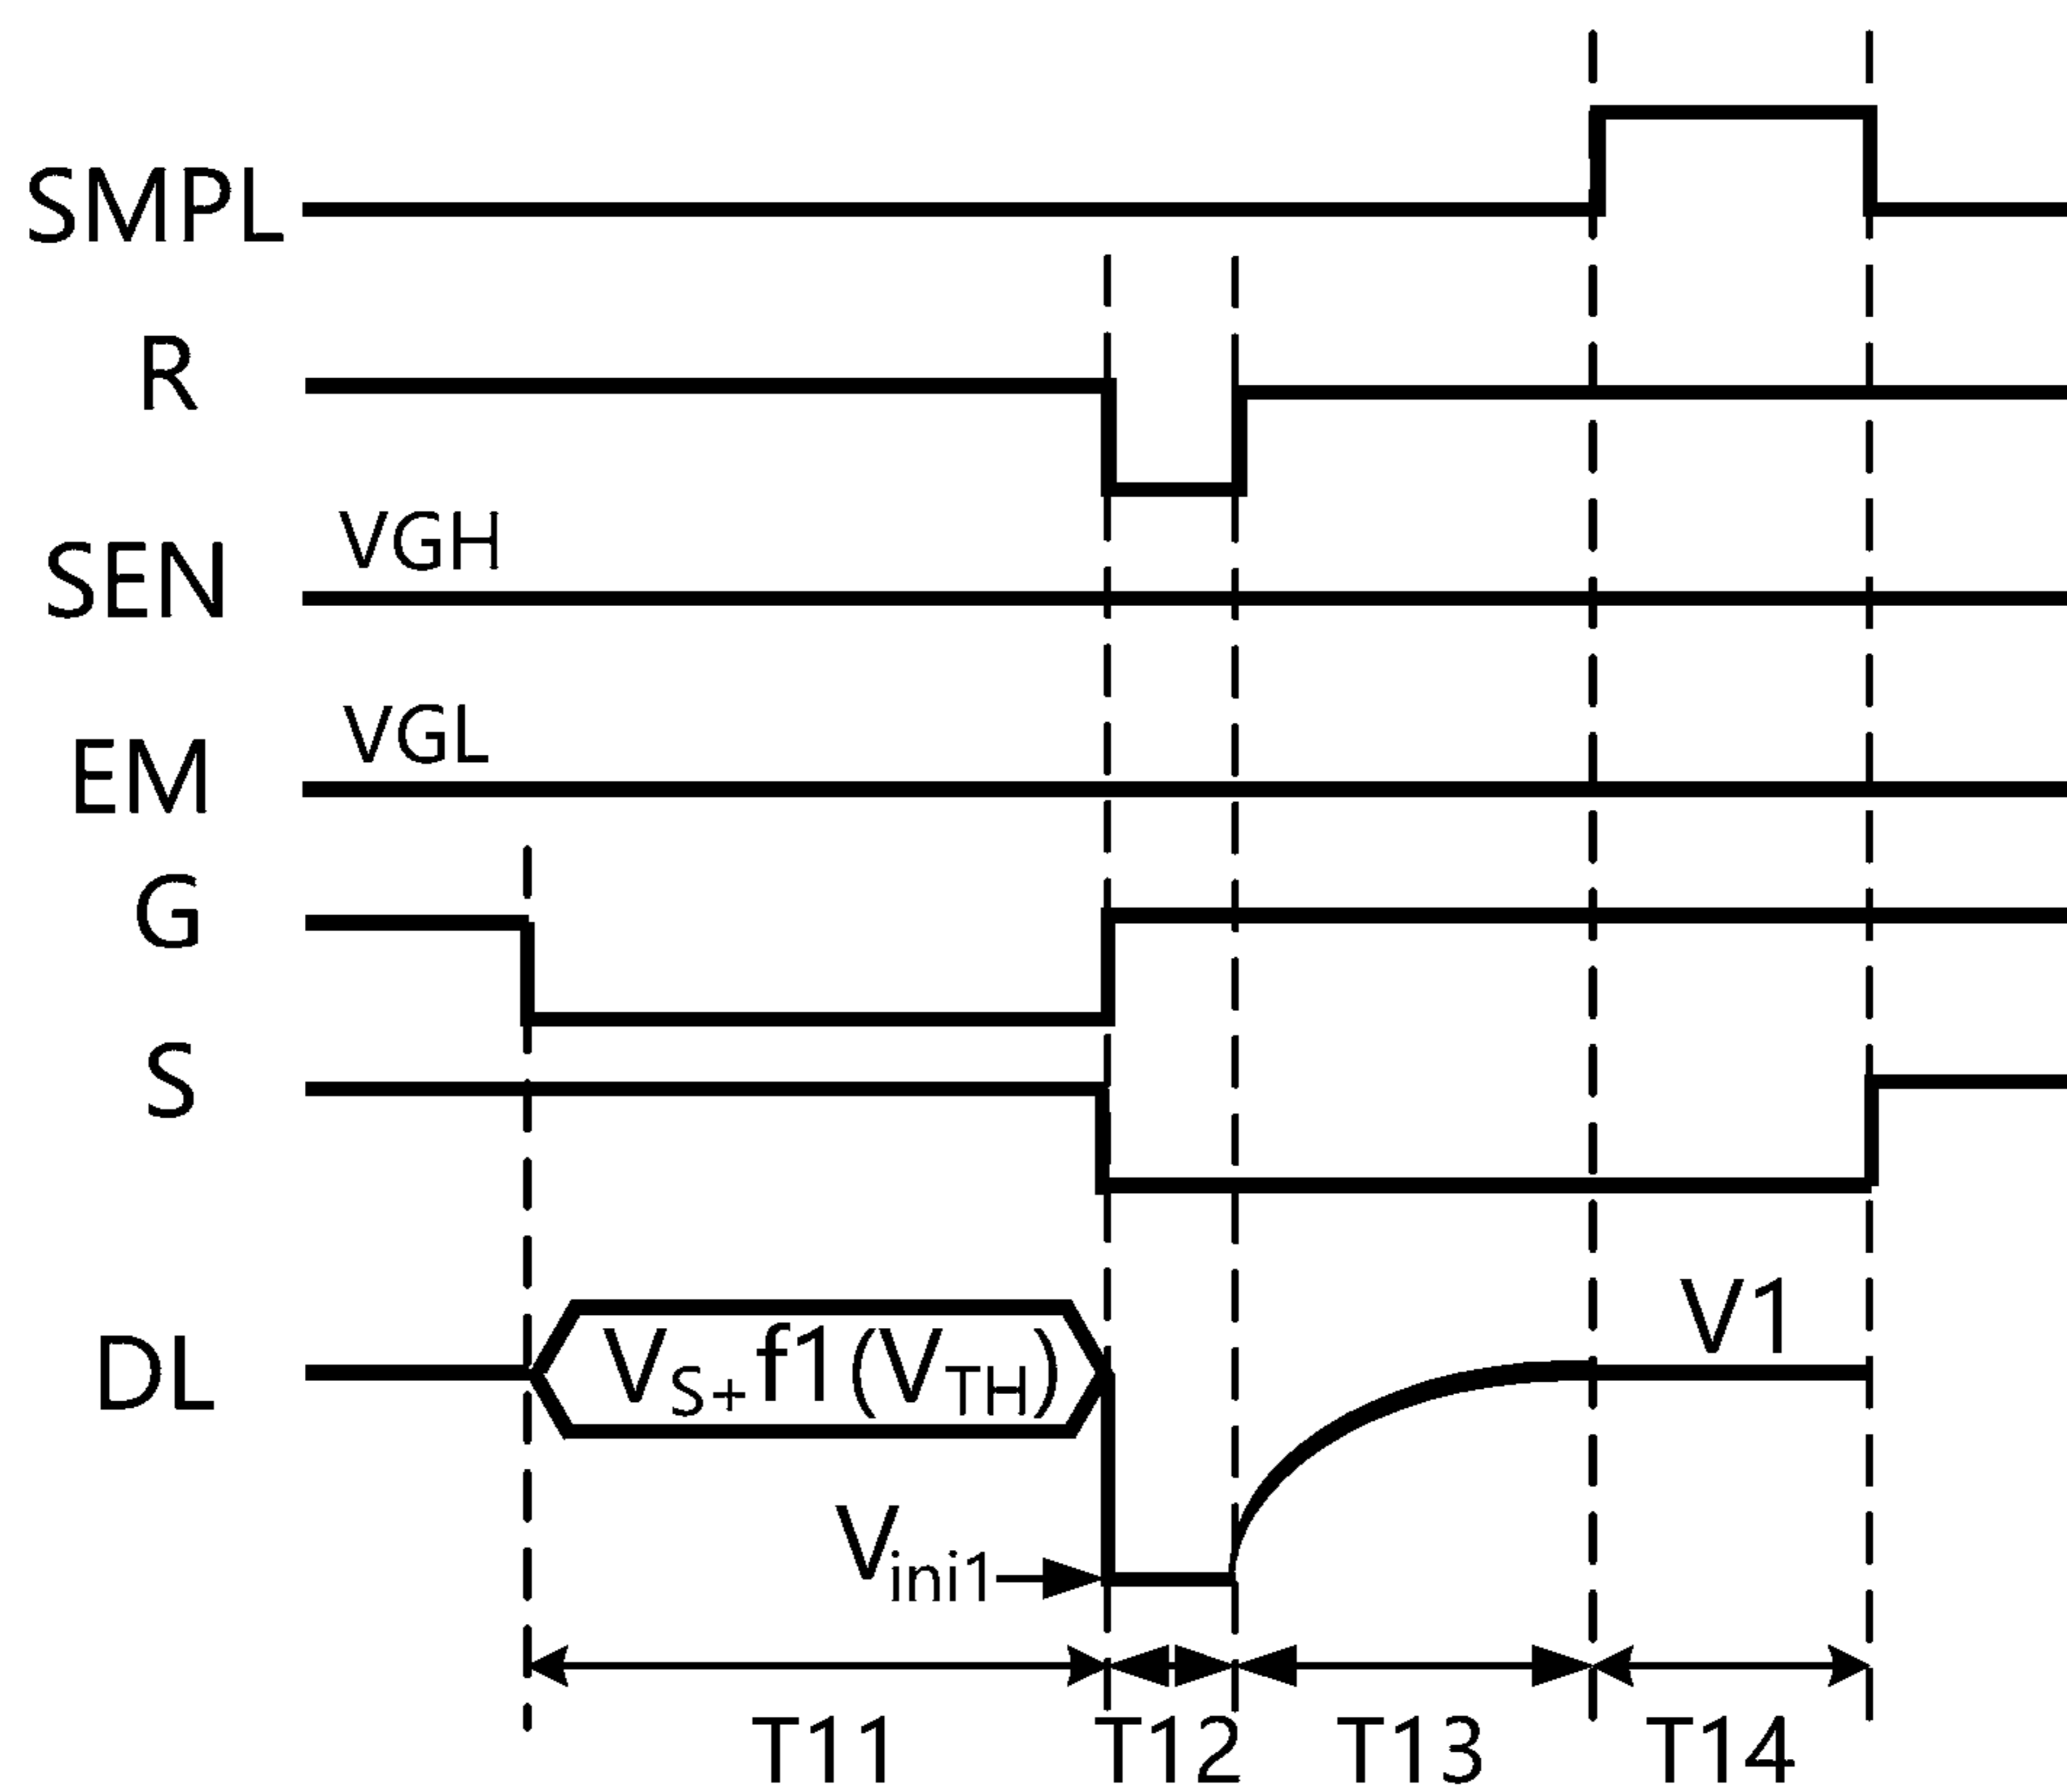 SMPL
R
SEN VGH
EM VGL
G
S
DL VS+f1(VTH) V1
Vini1
T11 T12 T13 T14